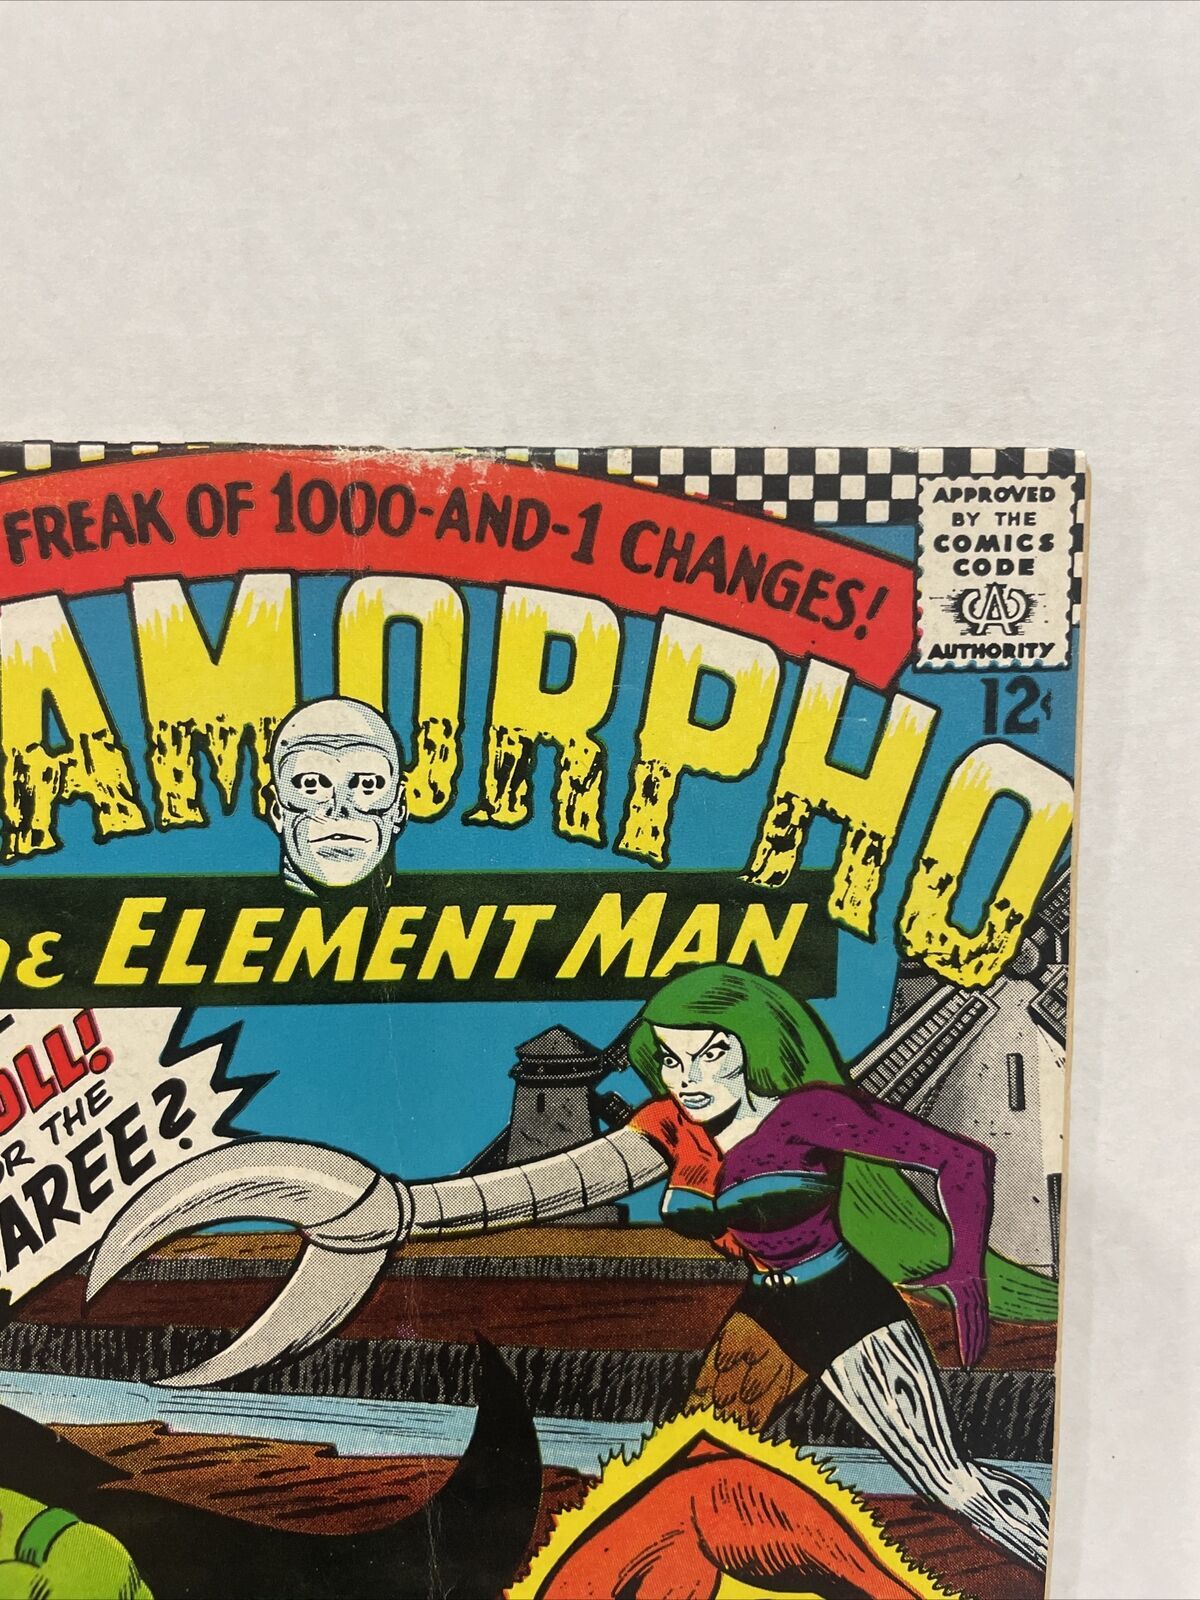 FREAK OF 1000-AND-1 CHANGES!
APPROVED
BY THE
COMICS
CODE
AUTHORITY
12¢
AMORPHO
ELEMENT MAN
OLL!
OR THE
AREE?